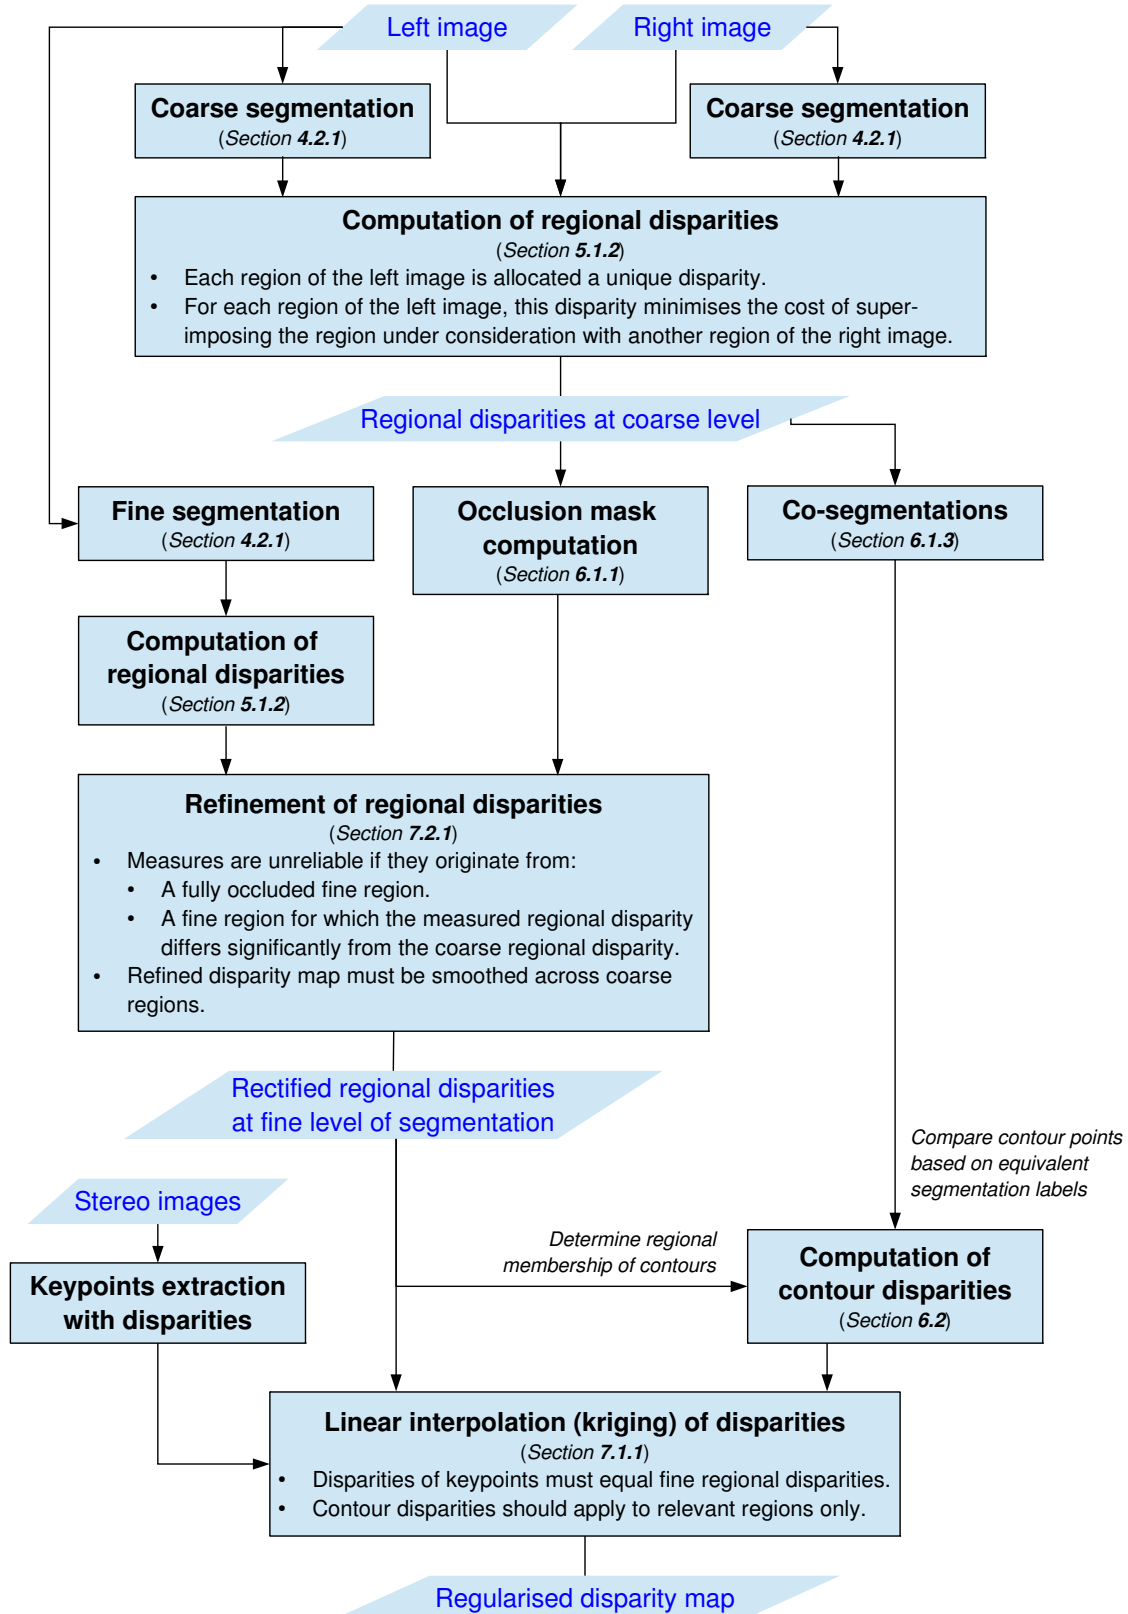 Left image
Right image
Coarse segmentation
(Section 4.2.1)
Coarse segmentation
(Section 4.2.1)
Computation of regional disparities
(Section 5.1.2)
• Each region of the left image is allocated a unique disparity.
• For each region of the left image, this disparity minimises the cost of super-
imposing the region under consideration with another region of the right image.
Regional disparities at coarse level
Fine segmentation
(Section 4.2.1)
Occlusion mask
computation
(Section 6.1.1)
Co-segmentations
(Section 6.1.3)
Computation of
regional disparities
(Section 5.1.2)
Refinement of regional disparities
(Section 7.2.1)
• Measures are unreliable if they originate from:
• A fully occluded fine region.
• A fine region for which the measured regional disparity
differs significantly from the coarse regional disparity.
• Refined disparity map must be smoothed across coarse
regions.
Rectified regional disparities
at fine level of segmentation
Compare contour points
based on equivalent
segmentation labels
Stereo images
Determine regional
membership of contours
Computation of
contour disparities
(Section 6.2)
Keypoints extraction
with disparities
Linear interpolation (kriging) of disparities
(Section 7.1.1)
• Disparities of keypoints must equal fine regional disparities.
• Contour disparities should apply to relevant regions only.
Regularised disparity map